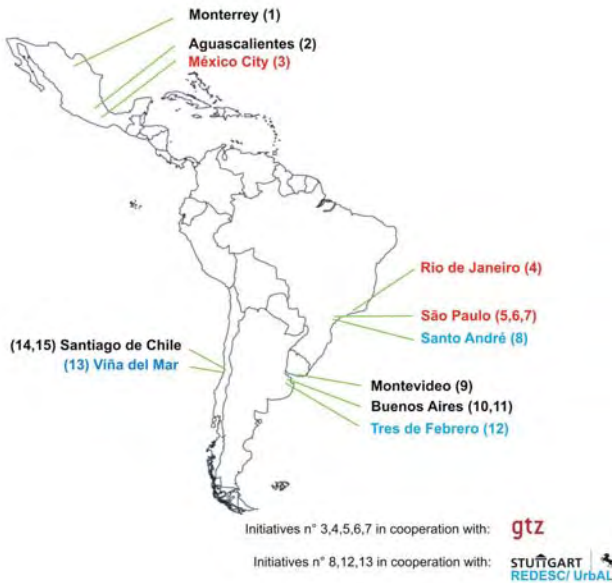 Monterrey (1)
Aguascalientes (2)
México City (3)
Rio de Janeiro (4)
São Paulo (5,6,7)
Santo André (8)
(14,15) Santiago de Chile
(13) Viña del Mar
Montevideo (9)
Buenos Aires (10,11)
Tres de Febrero (12)
Initiatives n° 3,4,5,6,7 in cooperation with: gtz
Initiatives n° 8,12,13 in cooperation with: STUTTGART
REDESC/ UrbAL